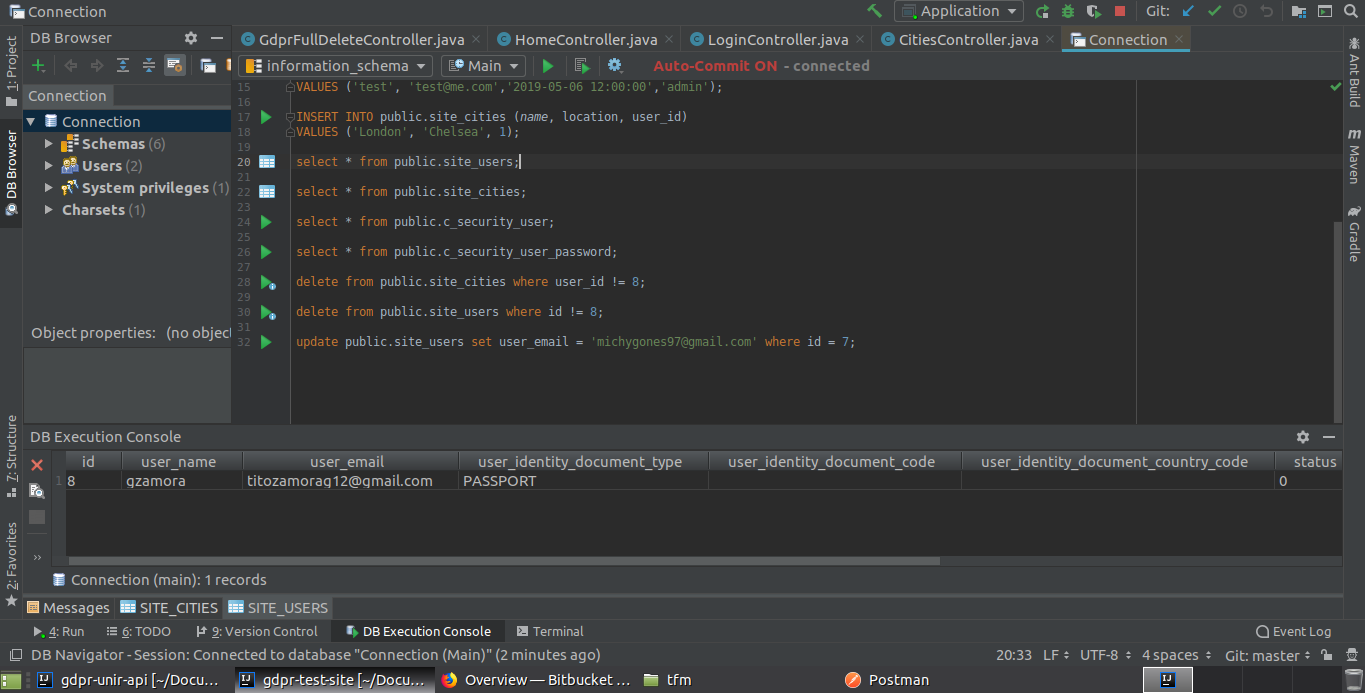 Connection
Application
Git:
DB Browser
GdprFullDeleteController.java
HomeController.java
LoginController.java
CitiesController.java
Connection
information_schema
Main
Auto-Commit ON - connected
1: Project
DB Browser
7: Structure
2: Favorites
Ant Build
Maven
Gradle
Connection
Connection
Schemas (6)
Users (2)
System privileges (1)
Charsets (1)
Object properties: (no objec
15 VALUES ('test', 'test@me.com','2019-05-06 12:00:00','admin');
16
17 INSERT INTO public.site_cities (name, location, user_id)
18 VALUES ('London', 'Chelsea', 1);
19
20 select * from public.site_users;
21
22 select * from public.site_cities;
23
24 select * from public.c_security_user;
25
26 select * from public.c_security_user_password;
27
28 delete from public.site_cities where user_id != 8;
29
30 delete from public.site_users where id != 8;
31
32 update public.site_users set user_email = 'michygones97@gmail.com' where id = 7;
DB Execution Console
id user_name user_email user_identity_document_type user_identity_document_code user_identity_document_country_code status
1 8 gzamora titozamorag12@gmail.com PASSPORT 0
Connection (main): 1 records
Messages SITE_CITIES SITE_USERS
4: Run 6: TODO 9: Version Control DB Execution Console Terminal Event Log
DB Navigator - Session: Connected to database "Connection (Main)" (2 minutes ago) 20:33 LF UTF-8 4 spaces Git: master
gdpr-unir-api [~/Docu... gdpr-test-site [~/Docu... Overview — Bitbucket ... tfm Postman